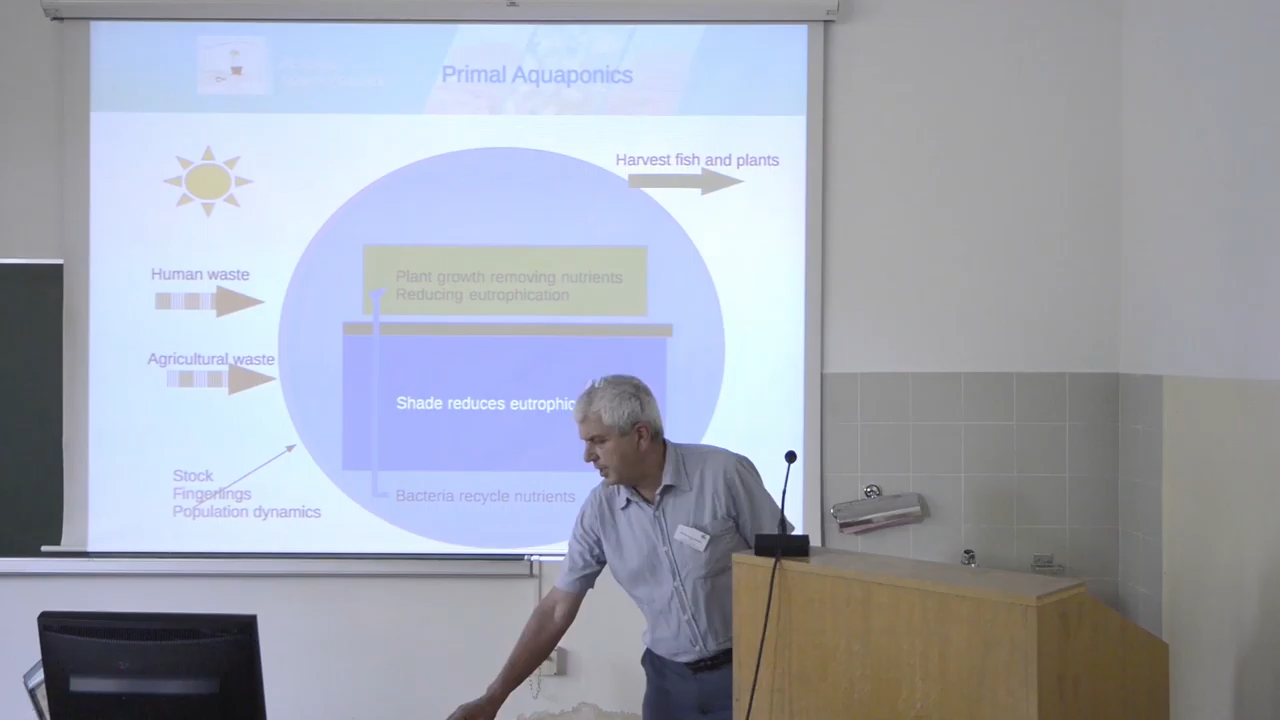 Primal Aquaponics
Harvest fish and plants
Human waste
Plant growth removing nutrients
Reducing eutrophication
Agricultural waste
Shade reduces
Stock
Fingerlings
Population dynamics
Bacteria recycle nutrients